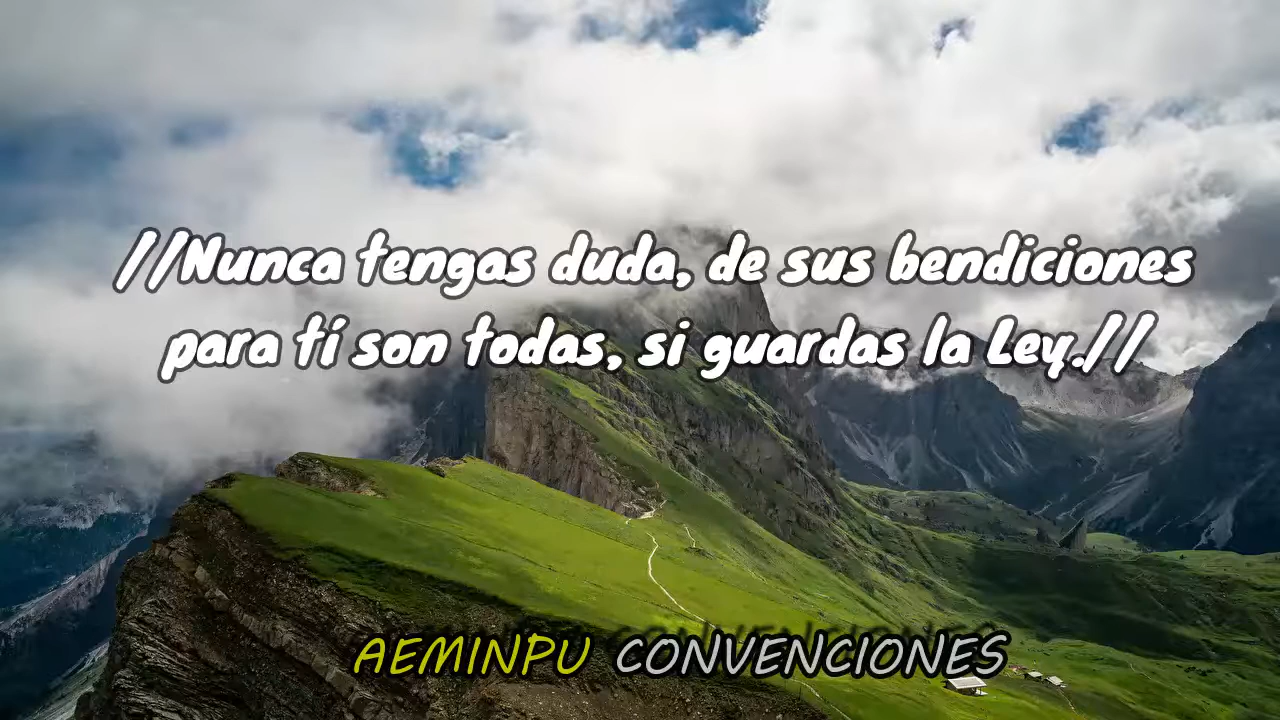 //Nunca tengas duda, de sus bendiciones
para tí son todas, si guardas la Ley.//
AEMINPU CONVENCIONES